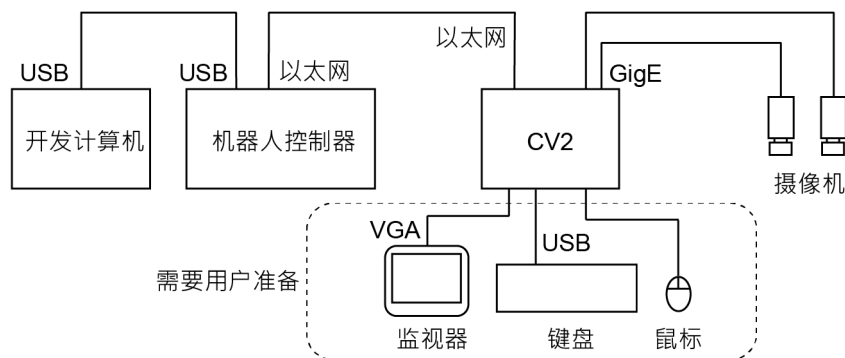 以太网
USB
USB
以太网
GigE
开发计算机
机器人控制器
CV2
摄像机
VGA
USB
需要用户准备
监视器
键盘
鼠标